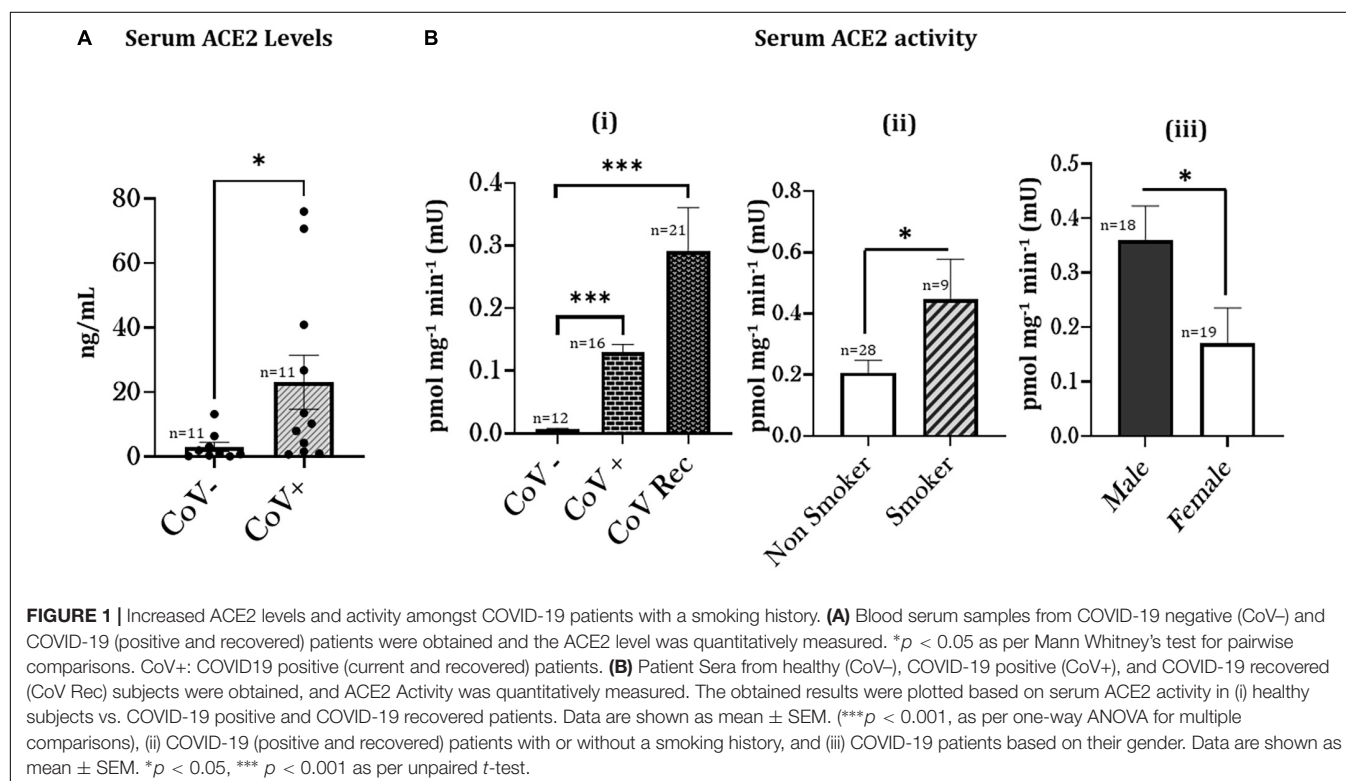 A Serum ACE2 Levels
*
80
60
40
20
0
ng/mL
n=11
n=11
CoV-
CoV+
B Serum ACE2 activity
(i)
***
***
0.4
0.3
0.2
0.1
0.0
pmol mg-1 min-1 (mU)
n=12
n=16
n=21
CoV -
CoV +
CoV Rec
(ii)
*
0.8
0.6
0.4
0.2
0.0
pmol mg-1 min-1 (mU)
n=28
n=9
Non Smoker
Smoker
(iii)
*
0.5
0.4
0.3
0.2
0.1
0.0
pmol mg-1 min-1 (mU)
n=18
n=19
Male
Female
FIGURE 1 | Increased ACE2 levels and activity amongst COVID-19 patients with a smoking history. (A) Blood serum samples from COVID-19 negative (CoV–) and
COVID-19 (positive and recovered) patients were obtained and the ACE2 level was quantitatively measured. *p < 0.05 as per Mann Whitney's test for pairwise
comparisons. CoV+: COVID19 positive (current and recovered) patients. (B) Patient Sera from healthy (CoV–), COVID-19 positive (CoV+), and COVID-19 recovered
(CoV Rec) subjects were obtained, and ACE2 Activity was quantitatively measured. The obtained results were plotted based on serum ACE2 activity in (i) healthy
subjects vs. COVID-19 positive and COVID-19 recovered patients. Data are shown as mean ± SEM. (***p < 0.001, as per one-way ANOVA for multiple
comparisons), (ii) COVID-19 (positive and recovered) patients with or without a smoking history, and (iii) COVID-19 patients based on their gender. Data are shown as
mean ± SEM. *p < 0.05, *** p < 0.001 as per unpaired t-test.